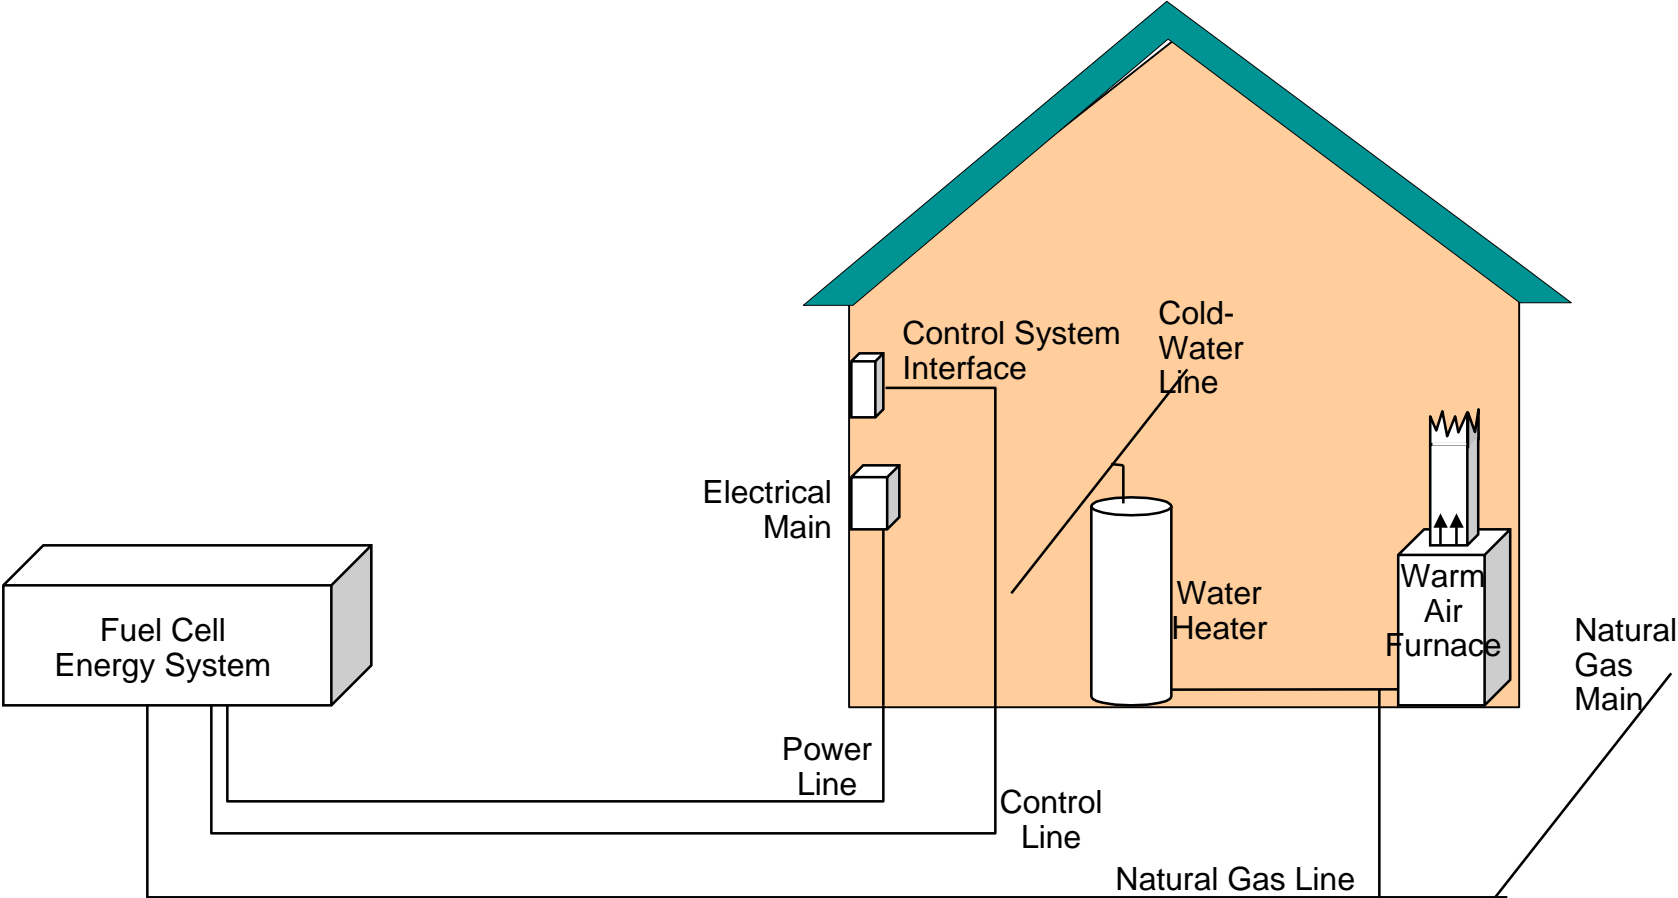 Cold-
Water
Line
Control System
Interface
Electrical
Main
Warm
Air
Furnace
Water
Heater
Fuel Cell
Energy System
Natural
Gas
Main
Power
Line
Control
Line
Natural Gas Line